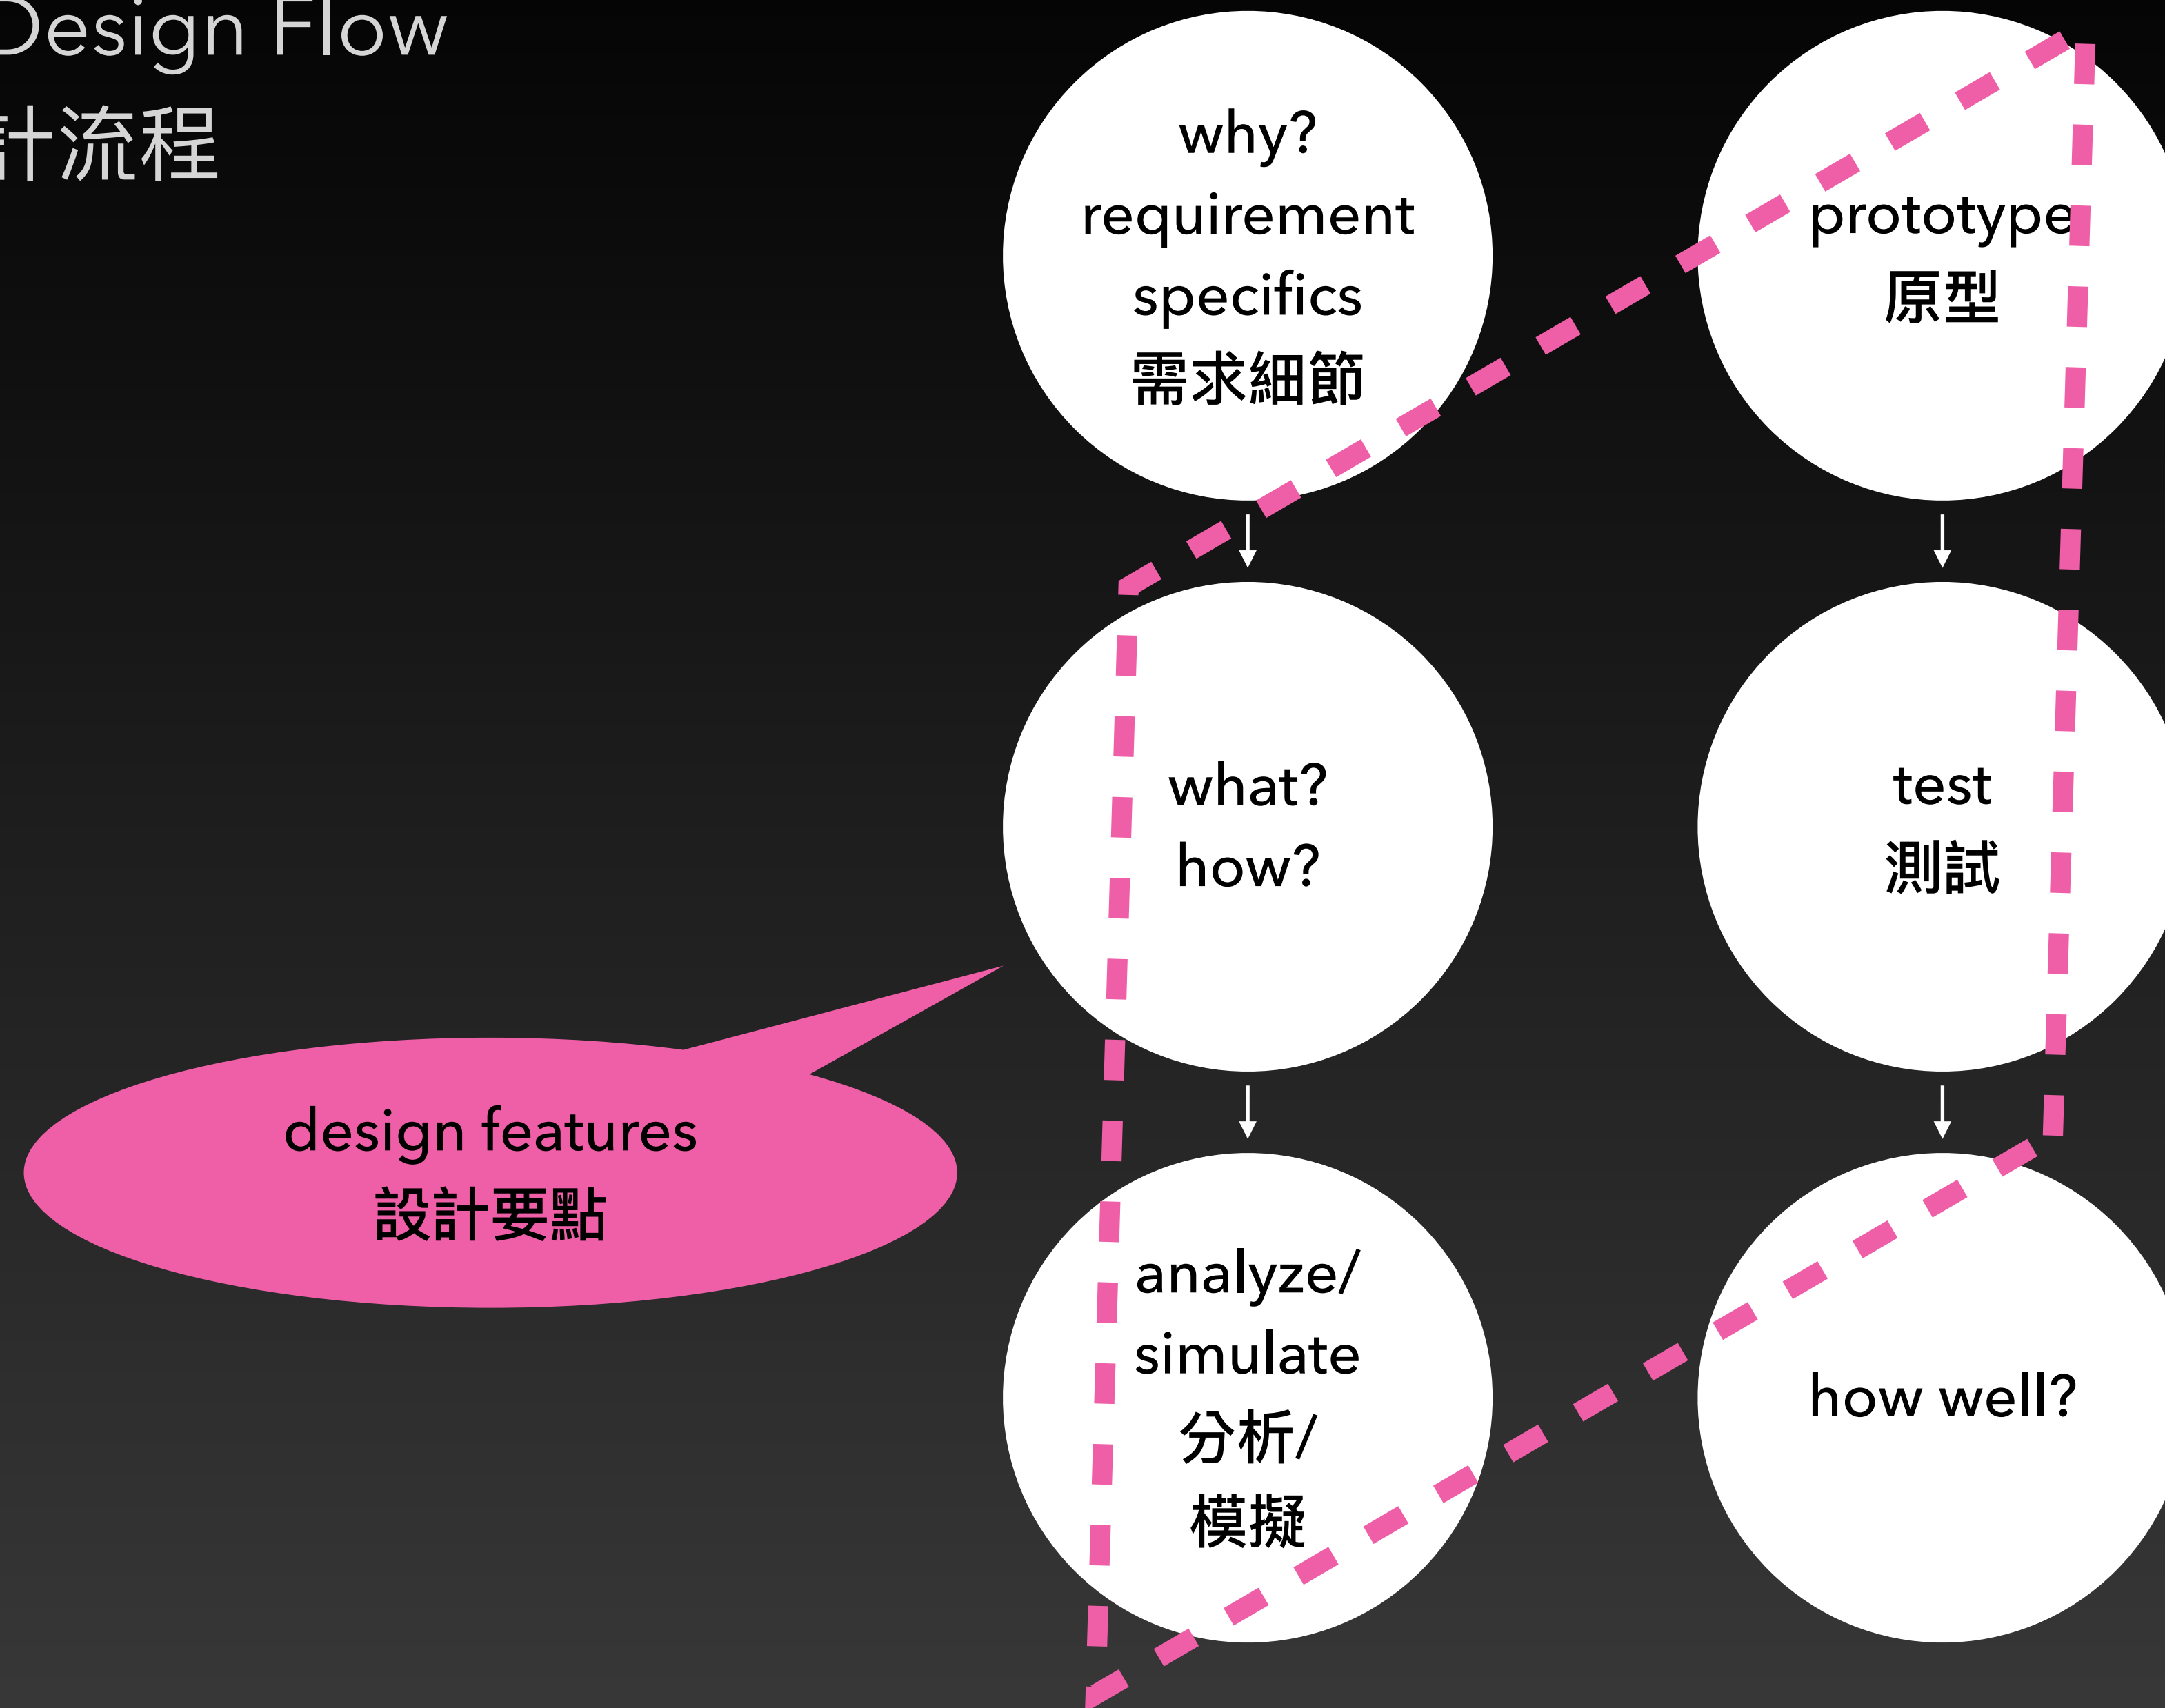 Design Flow
計流程
why?
requirement
specifics
需求細節
what?
how?
design features
設計要點
analyze/
simulate
分析/
模擬
prototype
原型
test
測試
how well?